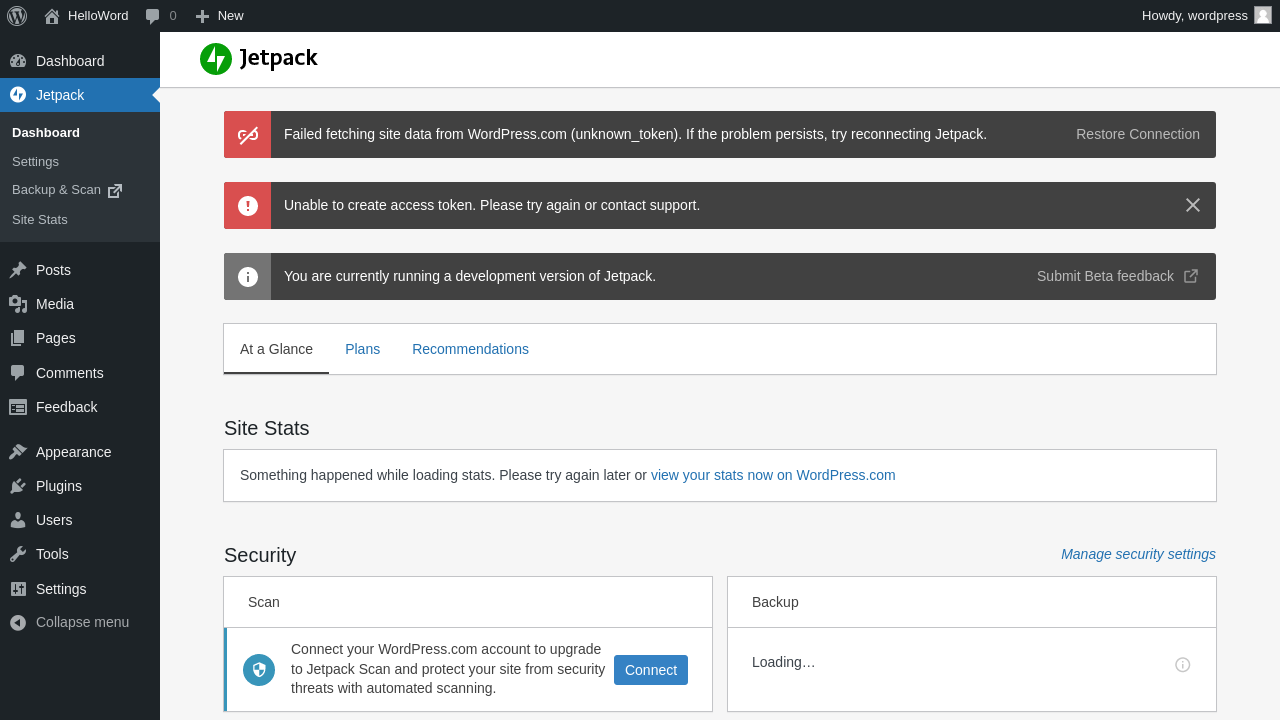 HelloWord
0
New
Howdy, wordpress
Dashboard
Jetpack
Dashboard
Settings
Backup & Scan
Site Stats
Posts
Media
Pages
Comments
Feedback
Appearance
Plugins
Users
Tools
Settings
Collapse menu
Jetpack
Failed fetching site data from WordPress.com (unknown_token). If the problem persists, try reconnecting Jetpack.
Restore Connection
Unable to create access token. Please try again or contact support.
You are currently running a development version of Jetpack.
Submit Beta feedback
At a Glance
Plans
Recommendations
Site Stats
Something happened while loading stats. Please try again later or view your stats now on WordPress.com
Security
Manage security settings
Scan
Connect your WordPress.com account to upgrade
to Jetpack Scan and protect your site from security
threats with automated scanning.
Connect
Backup
Loading…